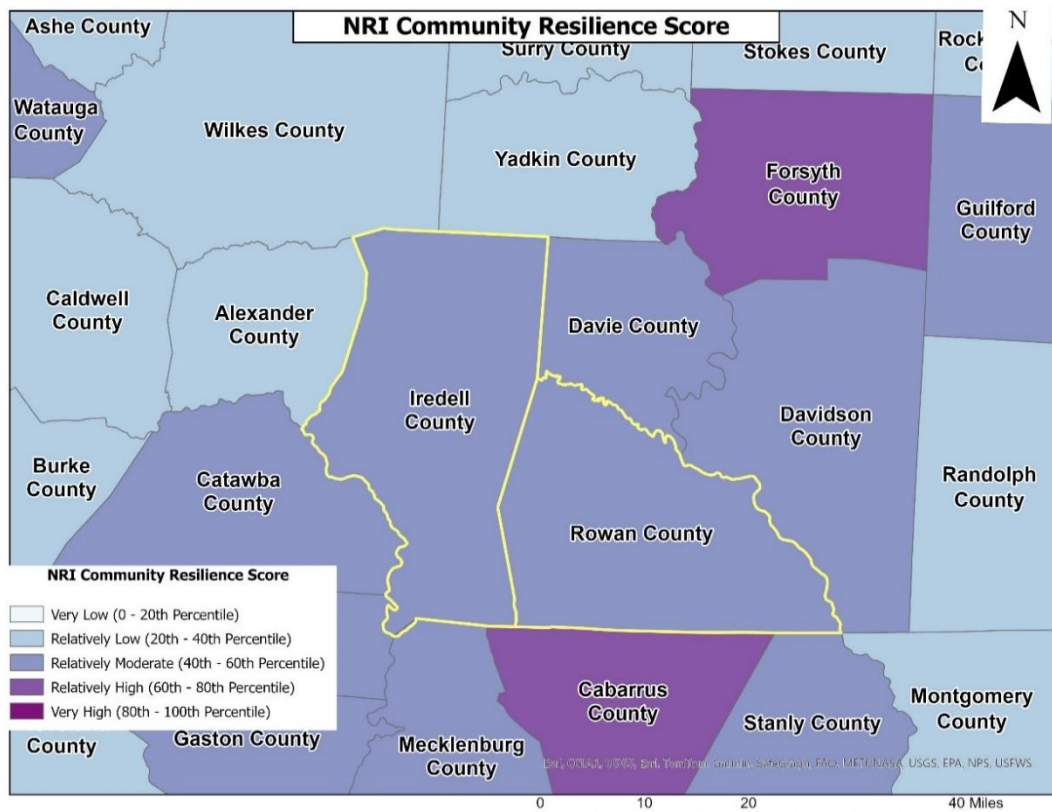 NRI Community Resilience Score
N
Ashe County
Surry County
Stokes County
Watauga
County
Wilkes County
Yadkin County
Forsyth
County
Guilford
County
Caldwell
County
Alexander
County
Davie County
Iredell
County
Davidson
County
Burke
County
Catawba
County
Randolph
County
Rowan County
NRI Community Resilience Score
Very Low (0 - 20th Percentile)
Relatively Low (20th - 40th Percentile)
Relatively Moderate (40th - 60th Percentile)
Relatively High (60th - 80th Percentile)
Very High (80th - 100th Percentile)
Cabarrus
County
Montgomery
County
Stanly County
County
Gaston County
Mecklenburg
County
USGS, EPA, NPS, USFWS
0 10 20 40 Miles